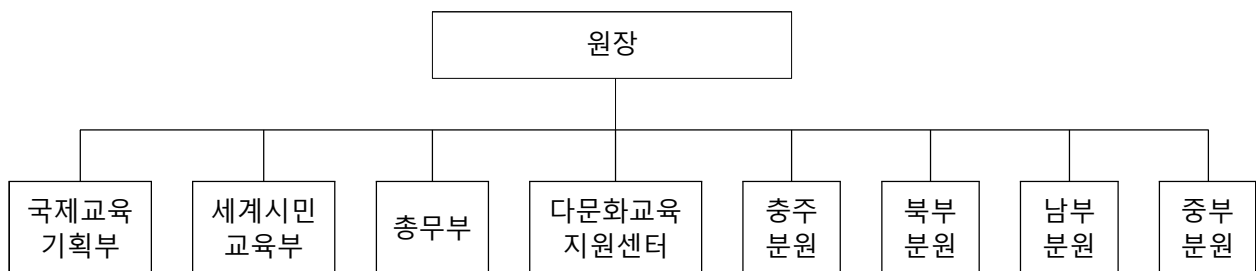 원장
국제교육
기획부
세계시민
교육부
총무부
다문화교육
지원센터
충주
분원
북부
분원
남부
분원
중부
분원